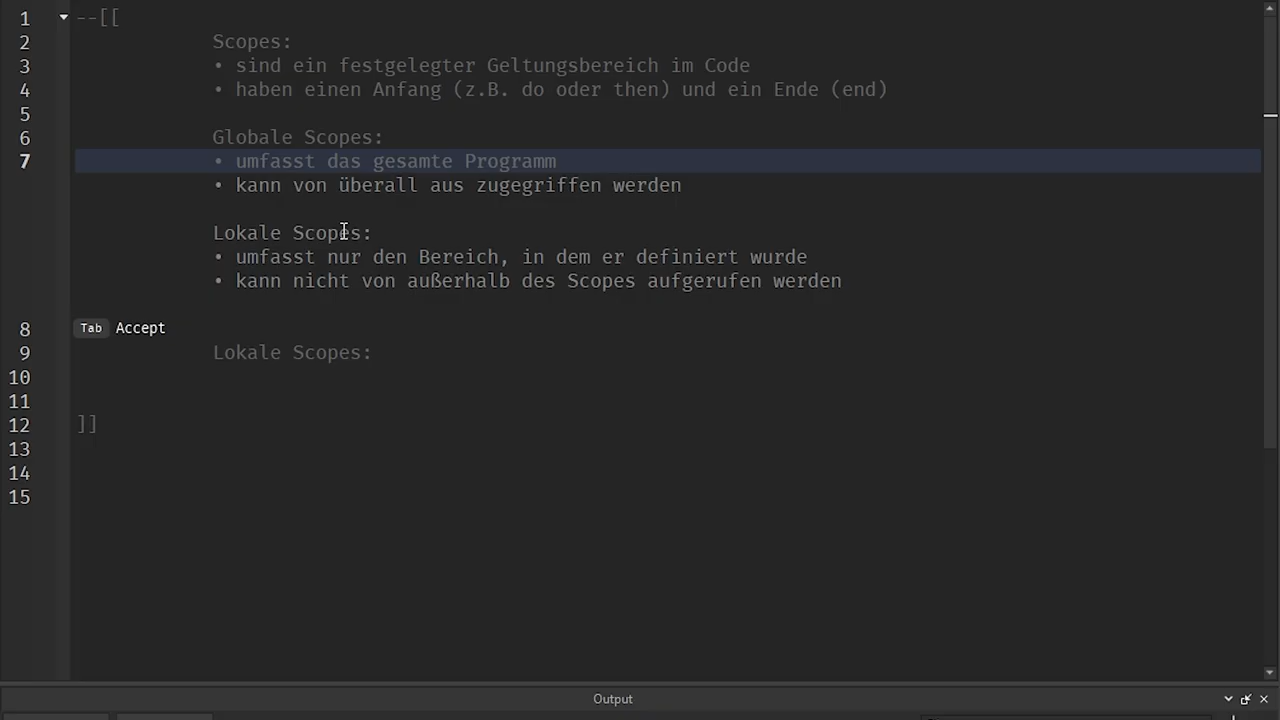 1 --[[
2 Scopes:
3 • sind ein festgelegter Geltungsbereich im Code
4 • haben einen Anfang (z.B. do oder then) und ein Ende (end)
5
6 Globale Scopes:
7 • umfasst das gesamte Programm
• kann von überall aus zugegriffen werden
Lokale Scopes:
• umfasst nur den Bereich, in dem er definiert wurde
• kann nicht von außerhalb des Scopes aufgerufen werden
8 Tab Accept
9 Lokale Scopes:
10
11
12 ]]
13
14
15
Output